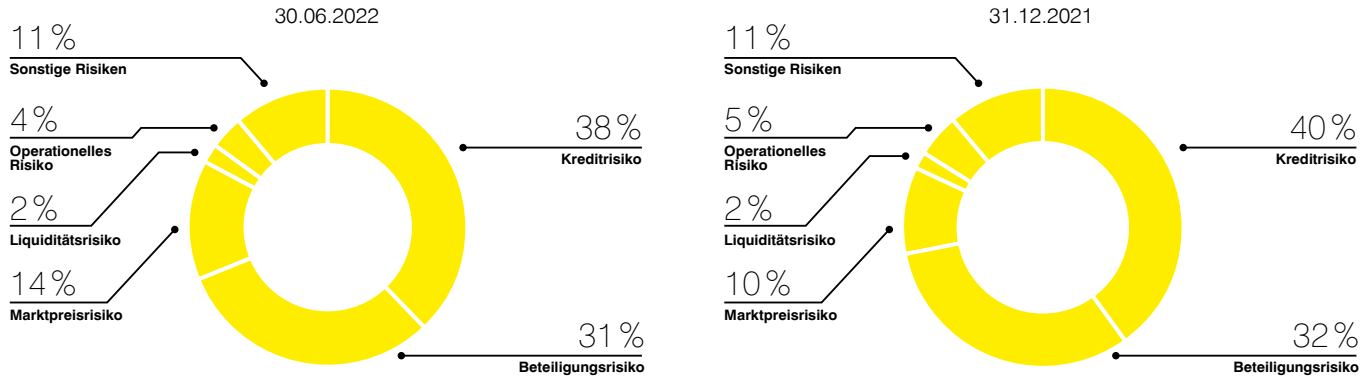 30.06.2022
11 %
Sonstige Risiken
4 %
Operationelles
Risiko
2 %
Liquiditätsrisiko
14 %
Marktpreisrisiko
38 %
Kreditrisiko
31 %
Beteiligungsrisiko
31.12.2021
11 %
Sonstige Risiken
5 %
Operationelles
Risiko
2 %
Liquiditätsrisiko
10 %
Marktpreisrisiko
40 %
Kreditrisiko
32 %
Beteiligungsrisiko